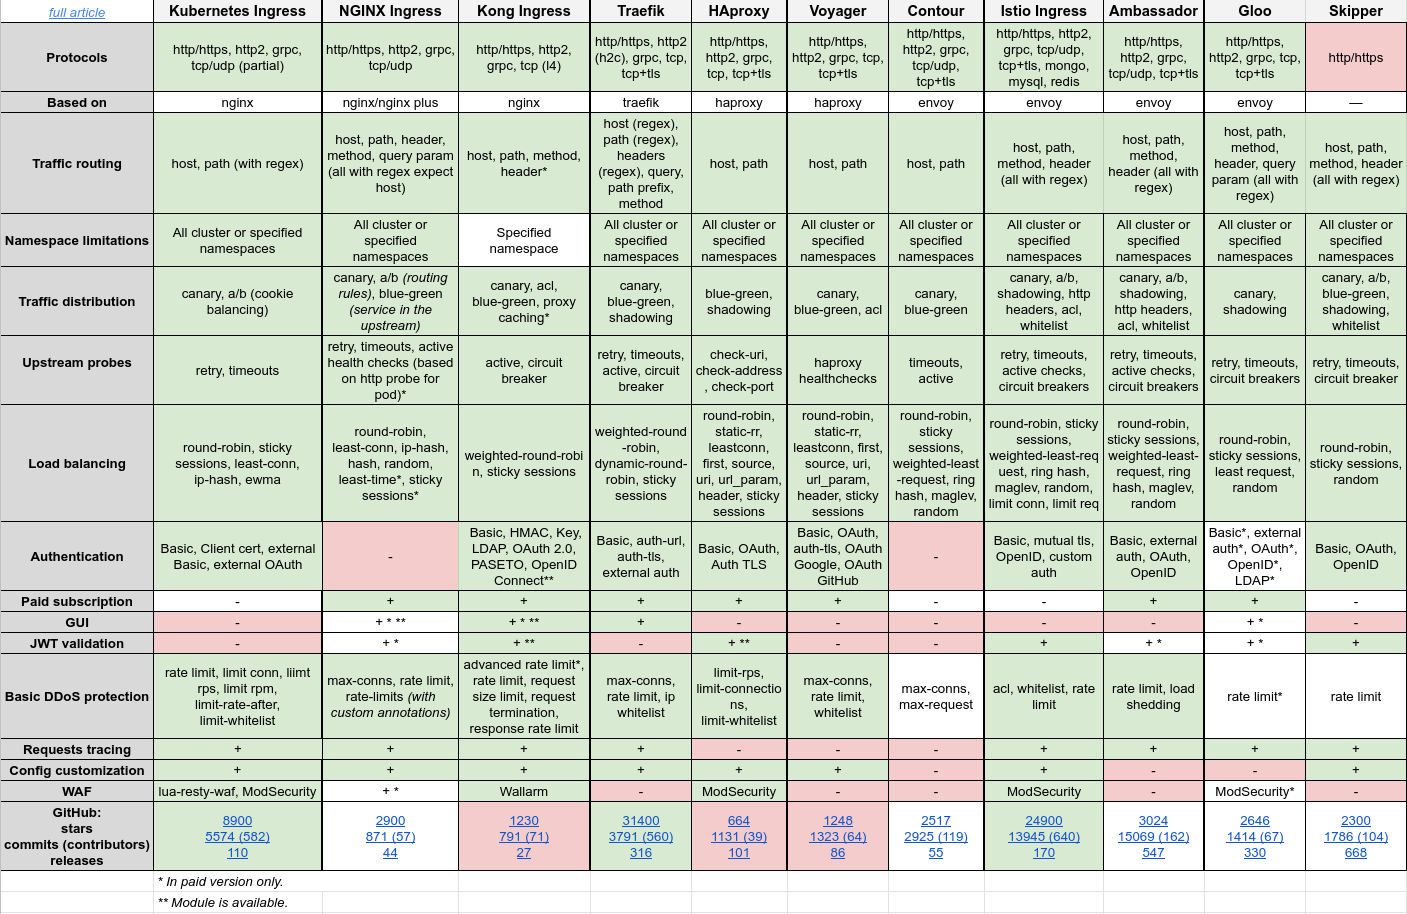 full article
Kubernetes Ingress
NGINX Ingress
Kong Ingress
Traefik
HAproxy
Voyager
Contour
Istio Ingress
Ambassador
Gloo
Skipper
Protocols
http/https, http2, grpc,
tcp/udp (partial)
http/https, http2, grpc,
tcp/udp
http/https, http2,
grpc, tcp (l4)
http/https, http2
(h2c), grpc, tcp,
tcp+tls
http/https,
http2, grpc,
tcp, tcp+tls
http/https,
http2, grpc, tcp,
tcp+tls
http/https,
http2, grpc,
tcp/udp,
tcp+tls
http/https, http2,
grpc, tcp/udp,
tcp+tls, mongo,
mysql, redis
http/https,
http2, grpc,
tcp/udp, tcp+tls
http/https,
http2, grpc, tcp,
tcp+tls
http/https
Based on
nginx
nginx/nginx plus
nginx
traefik
haproxy
haproxy
envoy
envoy
envoy
envoy
—
Traffic routing
host, path (with regex)
host, path, header,
method, query param
(all with regex expect
host)
host, path, method,
header*
host (regex),
path (regex),
headers
(regex), query,
path prefix,
method
host, path
host, path
host, path
host, path,
method, header
(all with regex)
host, path,
method,
header (all with
regex)
host, path,
method,
header, query
param (all with
regex)
host, path,
method, header
(all with regex)
Namespace limitations
All cluster or specified
namespaces
All cluster or
specified
namespaces
Specified
namespace
All cluster or
specified
namespaces
All cluster or
specified
namespaces
All cluster or
specified
namespaces
All cluster or
specified
namespaces
All cluster or
specified
namespaces
All cluster or
specified
namespaces
All cluster or
specified
namespaces
All cluster or
specified
namespaces
Traffic distribution
canary, a/b (cookie
balancing)
canary, a/b (routing
rules), blue-green
(service in the
upstream)
canary, acl,
blue-green, proxy
caching*
canary,
blue-green,
shadowing
blue-green,
shadowing
canary,
blue-green, acl
canary,
blue-green
canary, a/b,
shadowing, http
headers, acl,
whitelist
canary, a/b,
shadowing,
http headers,
acl, whitelist
canary,
shadowing
canary, a/b,
blue-green,
shadowing,
whitelist
Upstream probes
retry, timeouts
retry, timeouts, active
health checks (based
on http probe for
pod)*
active, circuit
breaker
retry, timeouts,
active, circuit
breaker
check-uri,
check-address
, check-port
haproxy
healthchecks
timeouts,
active
retry, timeouts,
active checks,
circuit breakers
retry, timeouts,
active checks,
circuit breakers
retry, timeouts,
circuit breakers
retry, timeouts,
circuit breaker
Load balancing
round-robin, sticky
sessions, least-conn,
ip-hash, ewma
round-robin,
least-conn, ip-hash,
hash, random,
least-time*, sticky
sessions*
weighted-round-robi
n, sticky sessions
weighted-round
-robin,
dynamic-round-
robin, sticky
sessions
round-robin,
static-rr,
leastconn,
first, source,
uri, url_param,
header, sticky
sessions
round-robin,
static-rr,
leastconn, first,
source, uri,
url_param,
header, sticky
sessions
round-robin,
sticky
sessions,
weighted-least
-request, ring
hash, maglev,
random
round-robin, sticky
sessions,
weighted-least-req
uest, ring hash,
maglev, random,
limit conn, limit req
round-robin,
sticky sessions,
weighted-least-
request, ring
hash, maglev,
random
round-robin,
sticky sessions,
least request,
random
round-robin,
sticky sessions,
random
Authentication
Basic, Client cert, external
Basic, external OAuth
-
Basic, HMAC, Key,
LDAP, OAuth 2.0,
PASETO, OpenID
Connect**
Basic, auth-url,
auth-tls,
external auth
Basic, OAuth,
Auth TLS
Basic, OAuth,
auth-tls, OAuth
Google, OAuth
GitHub
-
Basic, mutual tls,
OpenID, custom
auth
Basic, external
auth, OAuth,
OpenID
Basic*, external
auth*, OAuth*,
OpenID*,
LDAP*
Basic, OAuth,
OpenID
Paid subscription
-
+
+
+
+
+
-
-
+
+
-
GUI
-
+ * **
+ * **
+
-
-
-
-
-
+ *
-
JWT validation
-
+ *
+ **
-
+ **
-
-
+
+ *
+ *
+
Basic DDoS protection
rate limit, limit conn, liimt
rps, limit rpm,
limit-rate-after,
limit-whitelist
max-conns, rate limit,
rate-limits (with
custom annotations)
advanced rate limit*,
rate limit, request
size limit, request
termination,
response rate limit
max-conns,
rate limit, ip
whitelist
limit-rps,
limit-connectio
ns,
limit-whitelist
max-conns,
rate limit,
whitelist
max-conns,
max-request
acl, whitelist, rate
limit
rate limit, load
shedding
rate limit*
rate limit
Requests tracing
+
+
+
+
-
-
-
+
+
+
+
Config customization
+
+
+
+
+
+
-
+
-
-
+
WAF
lua-resty-waf, ModSecurity
+ *
Wallarm
-
ModSecurity
-
-
ModSecurity
-
ModSecurity*
-
GitHub:
stars
commits (contributors)
releases
8900
5574 (582)
110
2900
871 (57)
44
1230
791 (71)
27
31400
3791 (560)
316
664
1131 (39)
101
1248
1323 (64)
86
2517
2925 (119)
55
24900
13945 (640)
170
3024
15069 (162)
547
2646
1414 (67)
330
2300
1786 (104)
668
* In paid version only.
** Module is available.